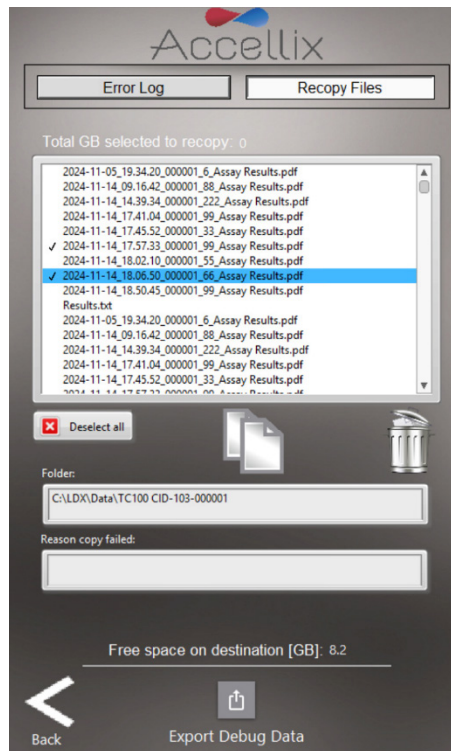 Accellix
Error Log
Recopy Files
Total GB selected to recopy: 0
2024-11-05_19.34.20_000001_6_Assay Results.pdf
2024-11-14_09.16.42_000001_88_Assay Results.pdf
2024-11-14_14.39.34_000001_222_Assay Results.pdf
2024-11-14_17.41.04_000001_99_Assay Results.pdf
2024-11-14_17.45.52_000001_33_Assay Results.pdf
✓ 2024-11-14_17.57.33_000001_99_Assay Results.pdf
2024-11-14_18.02.10_000001_55_Assay Results.pdf
✓ 2024-11-14_18.06.50_000001_66_Assay Results.pdf
2024-11-14_18.50.45_000001_99_Assay Results.pdf
Results.txt
2024-11-05_19.34.20_000001_6_Assay Results.pdf
2024-11-14_09.16.42_000001_88_Assay Results.pdf
2024-11-14_14.39.34_000001_222_Assay Results.pdf
2024-11-14_17.41.04_000001_99_Assay Results.pdf
2024-11-14_17.45.52_000001_33_Assay Results.pdf
Deselect all
Folder:
C:\LDX\Data\TC100 CID-103-000001
Reason copy failed:
Free space on destination [GB]: 8.2
Back
Export Debug Data